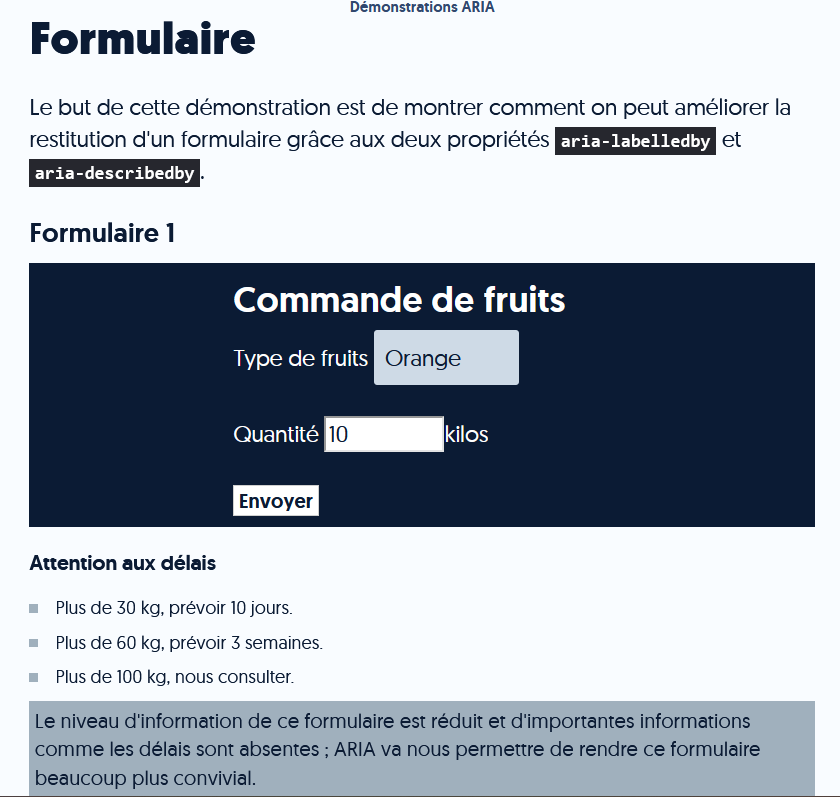 Démonstrations ARIA
Formulaire
Le but de cette démonstration est de montrer comment on peut améliorer la
restitution d'un formulaire grâce aux deux propriétés aria-labelledby et
aria-describedby.
Formulaire 1
Commande de fruits
Type de fruits Orange
Quantité 10 kilos
Envoyer
Attention aux délais
Plus de 30 kg, prévoir 10 jours.
Plus de 60 kg, prévoir 3 semaines.
Plus de 100 kg, nous consulter.
Le niveau d'information de ce formulaire est réduit et d'importantes informations
comme les délais sont absentes ; ARIA va nous permettre de rendre ce formulaire
beaucoup plus convivial.